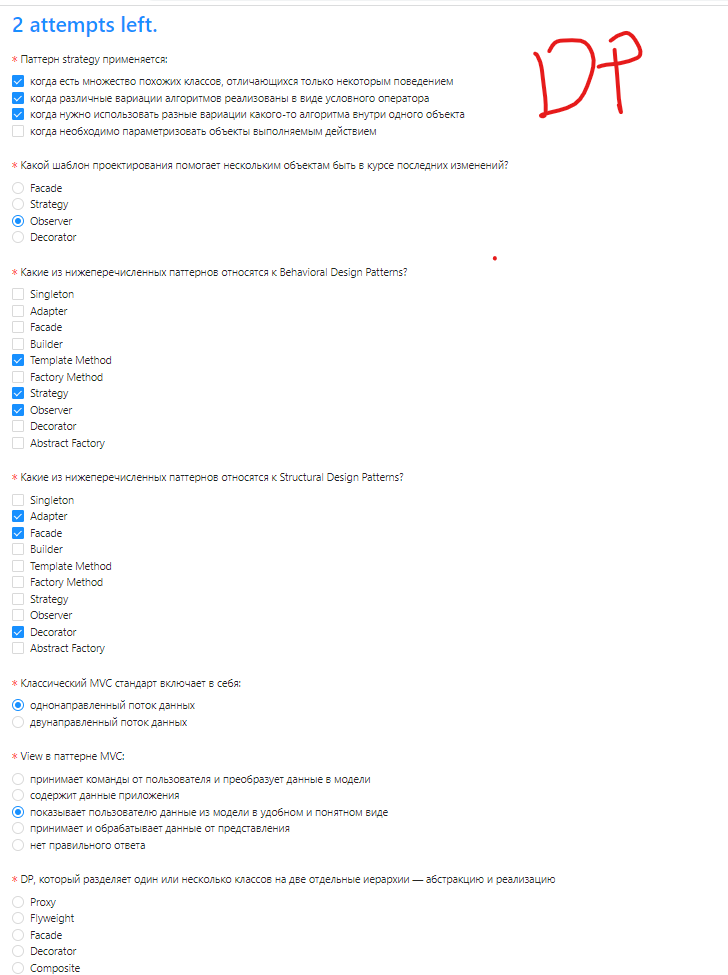 2 attempts left.
DP
* Паттерн strategy применяется:
когда есть множество похожих классов, отличающихся только некоторым поведением
когда различные вариации алгоритмов реализованы в виде условного оператора
когда нужно использовать разные вариации какого-то алгоритма внутри одного объекта
когда необходимо параметризовать объекты выполняемым действием
* Какой шаблон проектирования помогает нескольким объектам быть в курсе последних изменений?
Facade
Strategy
Observer
Decorator
* Какие из нижеперечисленных паттернов относятся к Behavioral Design Patterns?
Singleton
Adapter
Facade
Builder
Template Method
Factory Method
Strategy
Observer
Decorator
Abstract Factory
* Какие из нижеперечисленных паттернов относятся к Structural Design Patterns?
Singleton
Adapter
Facade
Builder
Template Method
Factory Method
Strategy
Observer
Decorator
Abstract Factory
* Классический MVC стандарт включает в себя:
однонаправленный поток данных
двунаправленный поток данных
* View в паттерне MVC:
принимает команды от пользователя и преобразует данные в модели
содержит данные приложения
показывает пользователю данные из модели в удобном и понятном виде
принимает и обрабатывает данные от представления
нет правильного ответа
* DP, который разделяет один или несколько классов на две отдельные иерархии — абстракцию и реализацию
Proxy
Flyweight
Facade
Decorator
Composite